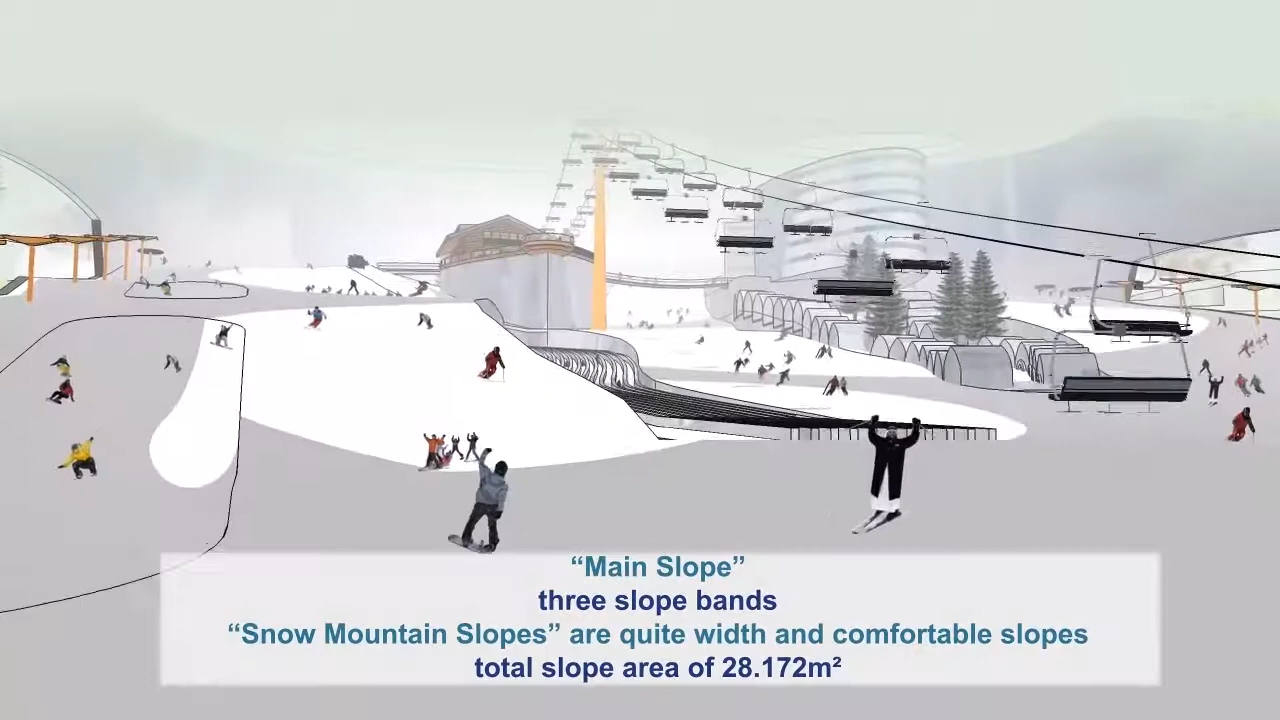 “Main Slope”
three slope bands
“Snow Mountain Slopes” are quite width and comfortable slopes
total slope area of 28.172m²